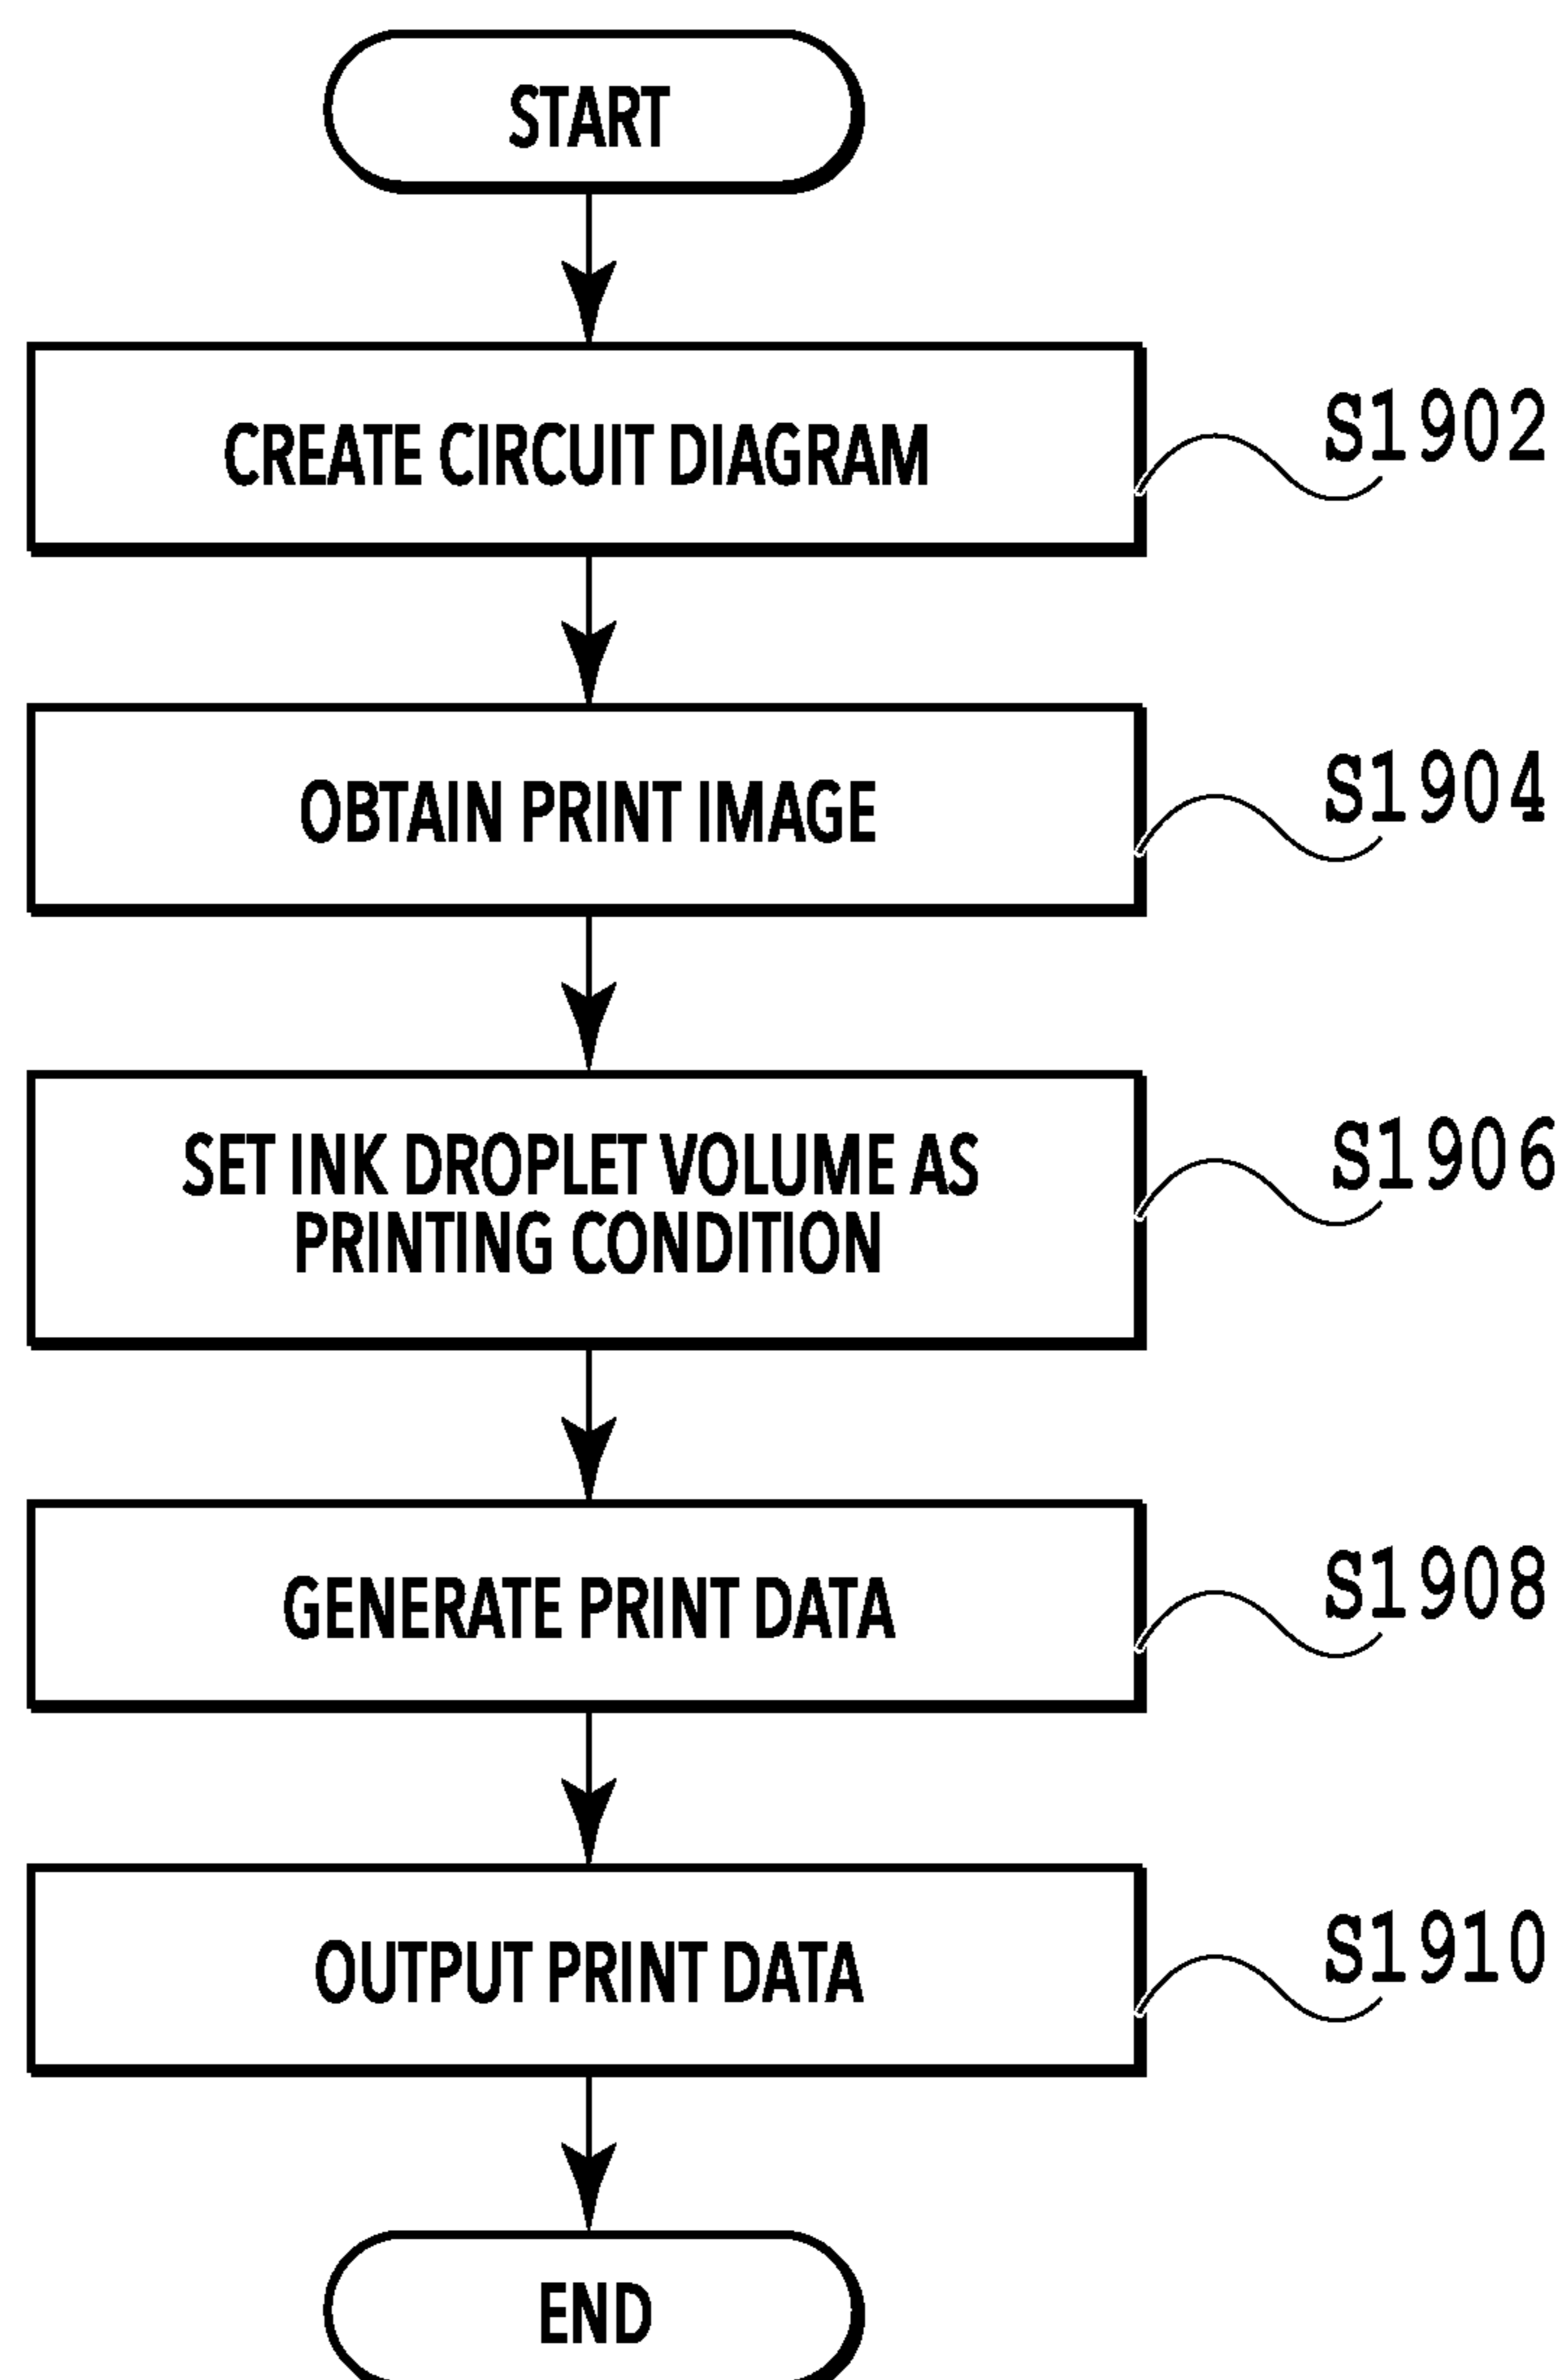 START
CREATE CIRCUIT DIAGRAM
S1902
OBTAIN PRINT IMAGE
S1904
SET INK DROPLET VOLUME AS
PRINTING CONDITION
S1906
GENERATE PRINT DATA
S1908
OUTPUT PRINT DATA
S1910
END